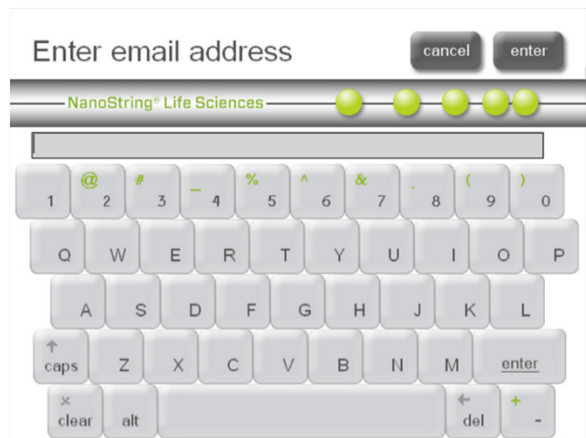 Enter email address cancel enter
NanoString® Life Sciences
@ # _ % ^ & . ( )
1 2 3 4 5 6 7 8 9 0
Q W E R T Y U I O P
A S D F G H J K L
caps Z X C V B N M enter
clear alt del + -